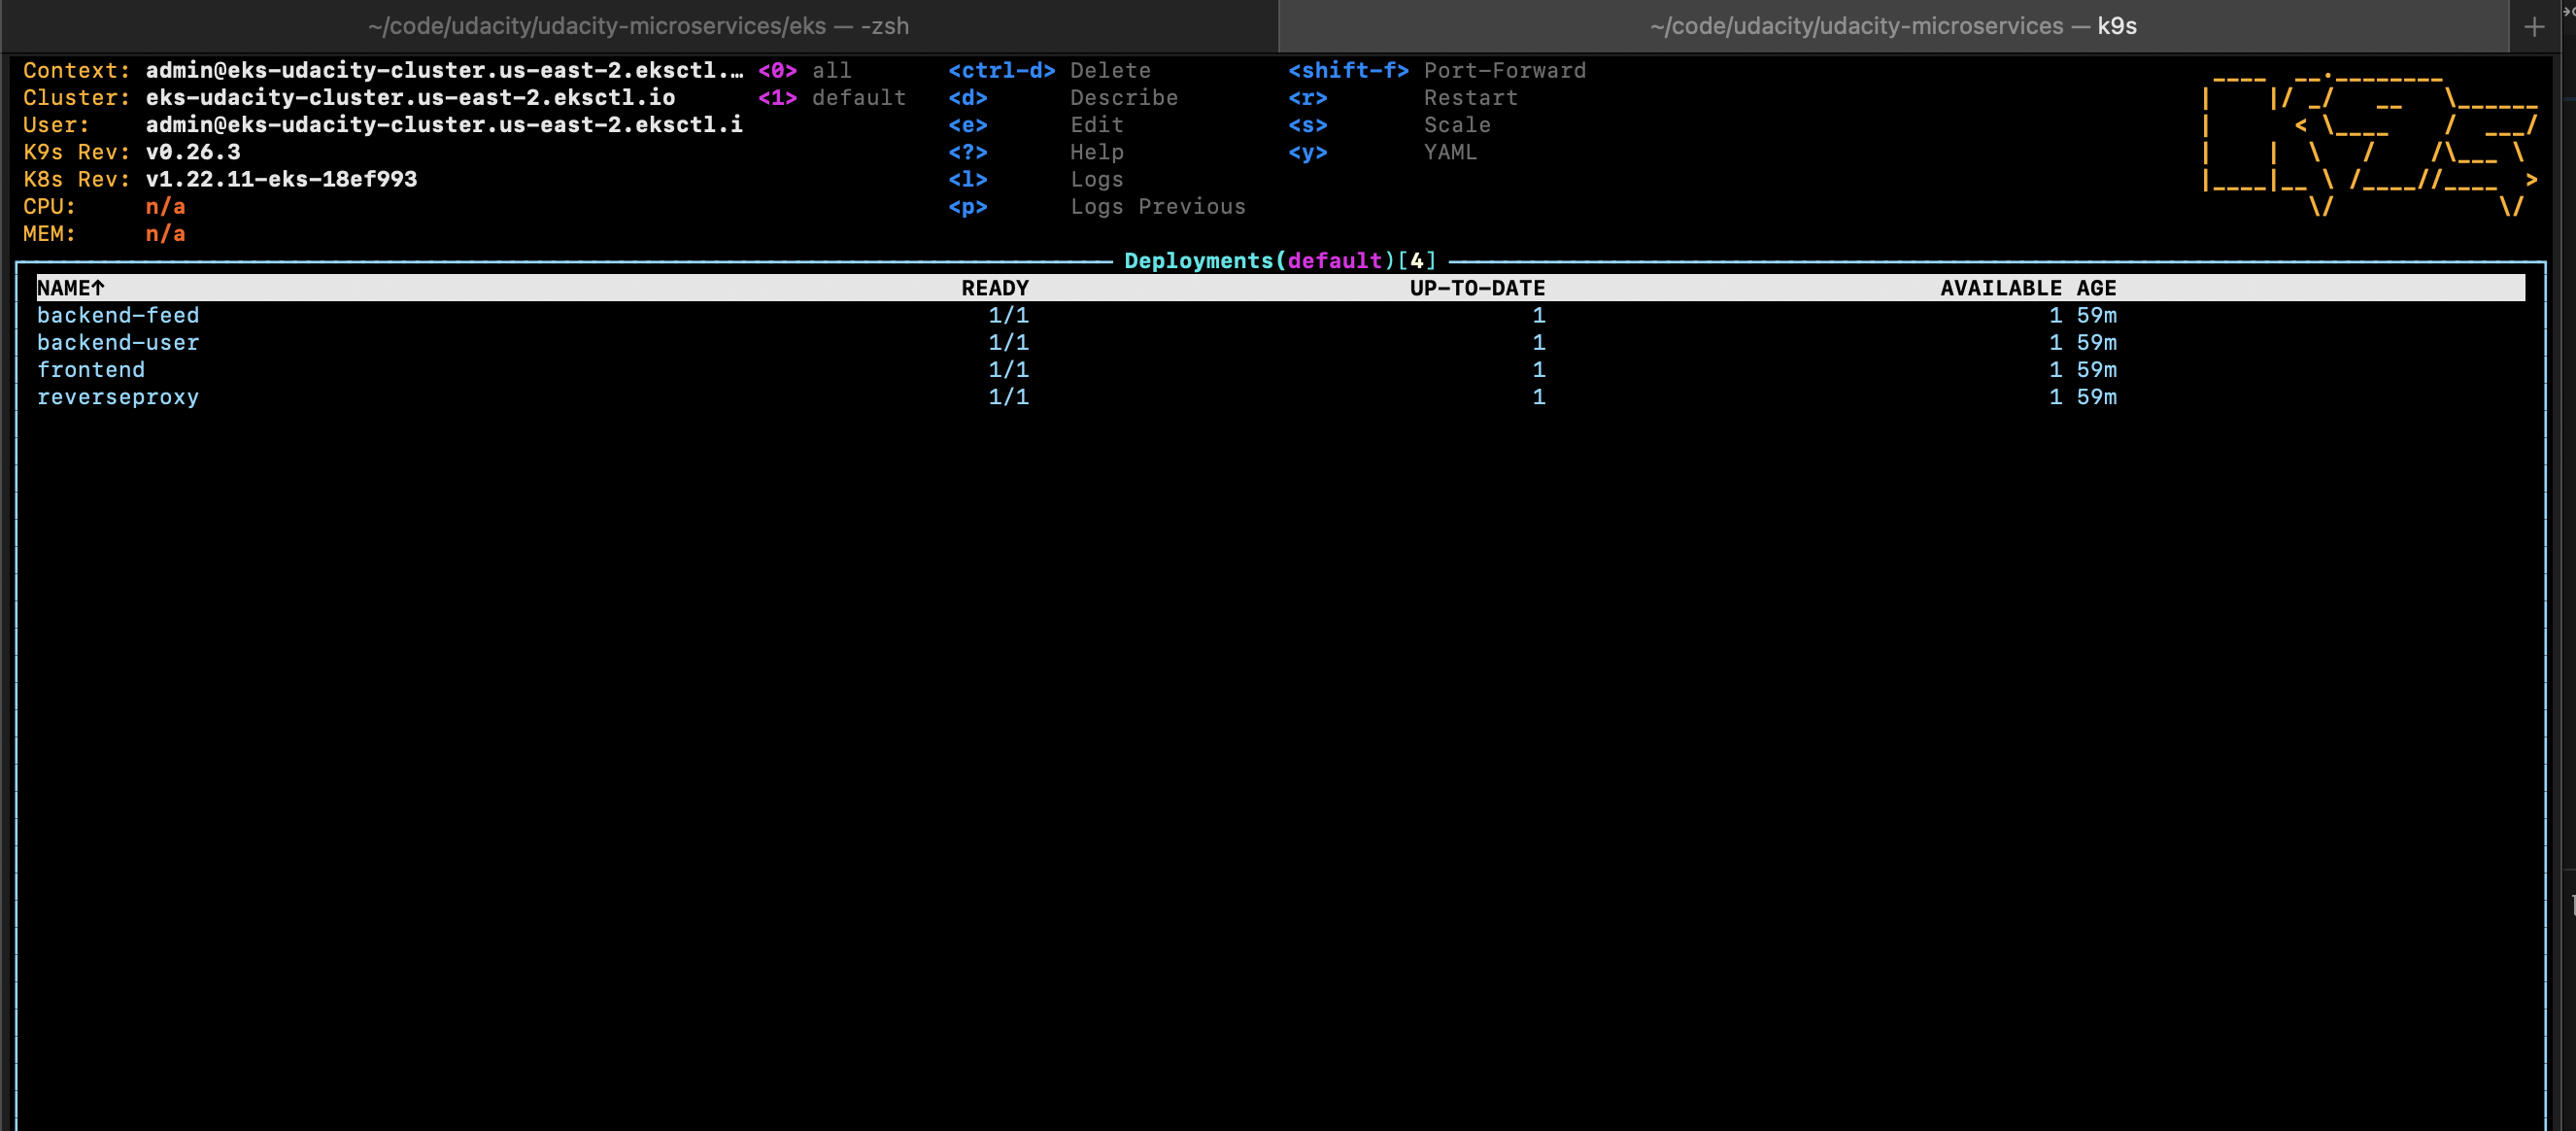 ~/code/udacity/udacity-microservices/eks — -zsh ~/code/udacity/udacity-microservices — k9s +
Context: admin@eks-udacity-cluster.us-east-2.eksctl.… <0> all <ctrl-d> Delete <shift-f> Port-Forward
Cluster: eks-udacity-cluster.us-east-2.eksctl.io <1> default <d> Describe <r> Restart
User: admin@eks-udacity-cluster.us-east-2.eksctl.i <e> Edit <s> Scale
K9s Rev: v0.26.3 <?> Help <y> YAML
K8s Rev: v1.22.11-eks-18ef993 <l> Logs
CPU: n/a <p> Logs Previous
MEM: n/a
Deployments(default)[4]
NAME↑ READY UP-TO-DATE AVAILABLE AGE
backend-feed 1/1 1 1 59m
backend-user 1/1 1 1 59m
frontend 1/1 1 1 59m
reverseproxy 1/1 1 1 59m